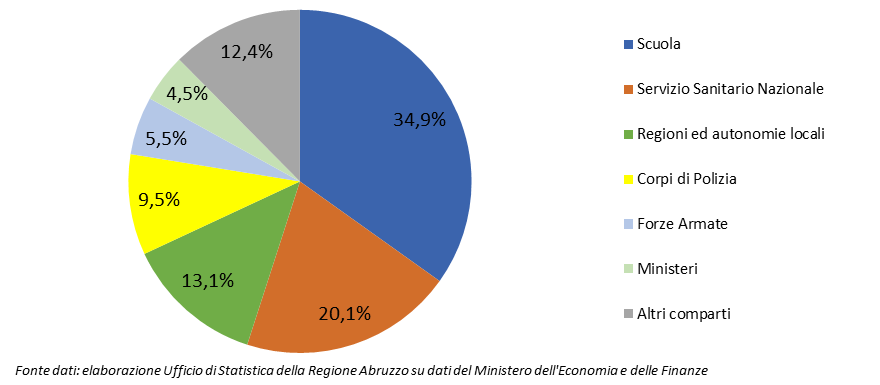 12,4%
4,5%
5,5%
9,5%
13,1%
20,1%
34,9%
Scuola
Servizio Sanitario Nazionale
Regioni ed autonomie locali
Corpi di Polizia
Forze Armate
Ministeri
Altri comparti
Fonte dati: elaborazione Ufficio di Statistica della Regione Abruzzo su dati del Ministero dell'Economia e delle Finanze